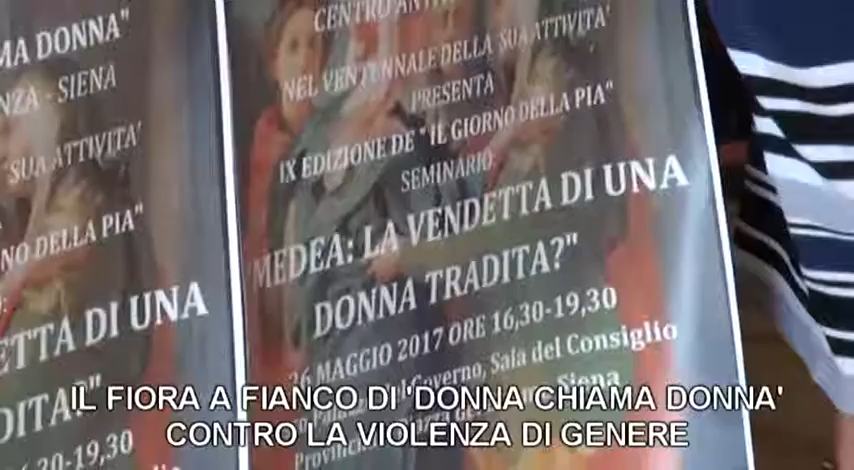 MA DONNA"
NZA - SIENA
SUA ATTIVITA'
NO DELLA PIA"
ETTA DI UNA
DITA?"
30-19,30
NEL VENTENNALE DELLA SUA ATTIVITA'
PRESENTA
IX EDIZIONE DE "IL GIORNO DELLA PIA"
SEMINARIO
"MEDEA: LA VENDETTA DI UNA
DONNA TRADITA?"
26 MAGGIO 2017 ORE 16,30-19,30
Governo, Sala del Consiglio
Siena
IL FIORA A FIANCO DI 'DONNA CHIAMA DONNA'
CONTRO LA VIOLENZA DI GENERE